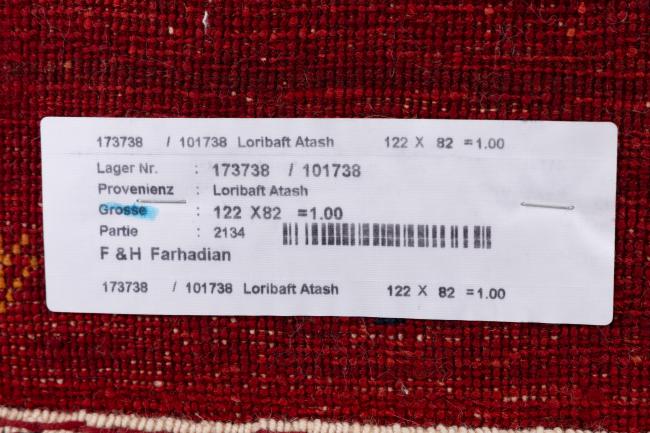 173738 / 101738 Loribaft Atash 122 X 82 =1.00
Lager Nr. : 173738 / 101738
Provenienz : Loribaft Atash
Grosse : 122 X82 =1.00
Partie : 2134
F &H Farhadian
173738 / 101738 Loribaft Atash 122 X 82 =1.00